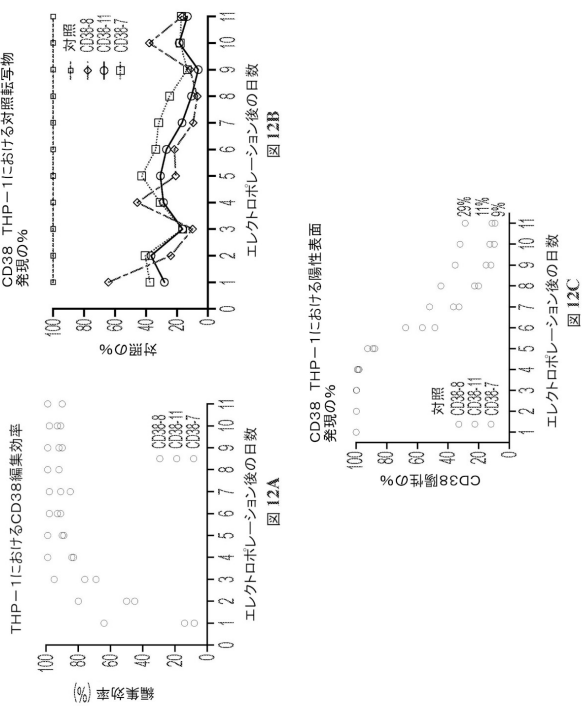 THP－1におけるCD38編集効率
編集効率 (%)
100
80
60
40
20
0
0 1 2 3 4 5 6 7 8 9 10 11
CD38-8
CD38-11
CD38-7
エレクトロポレーション後の日数
図 12A
CD38 THP－1における対照転写物
発現の%
対照の%
100
80
60
40
20
0
0 1 2 3 4 5 6 7 8 9 10 11
対照
CD38-8
CD38-11
CD38-7
エレクトロポレーション後の日数
図 12B
CD38 THP－1における陽性表面
発現の%
CD38陽性の%
100
80
60
40
20
0
1 2 3 4 5 6 7 8 9 10 11
対照
CD38-8
CD38-11
CD38-7
29%
11%
9%
エレクトロポレーション後の日数
図 12C